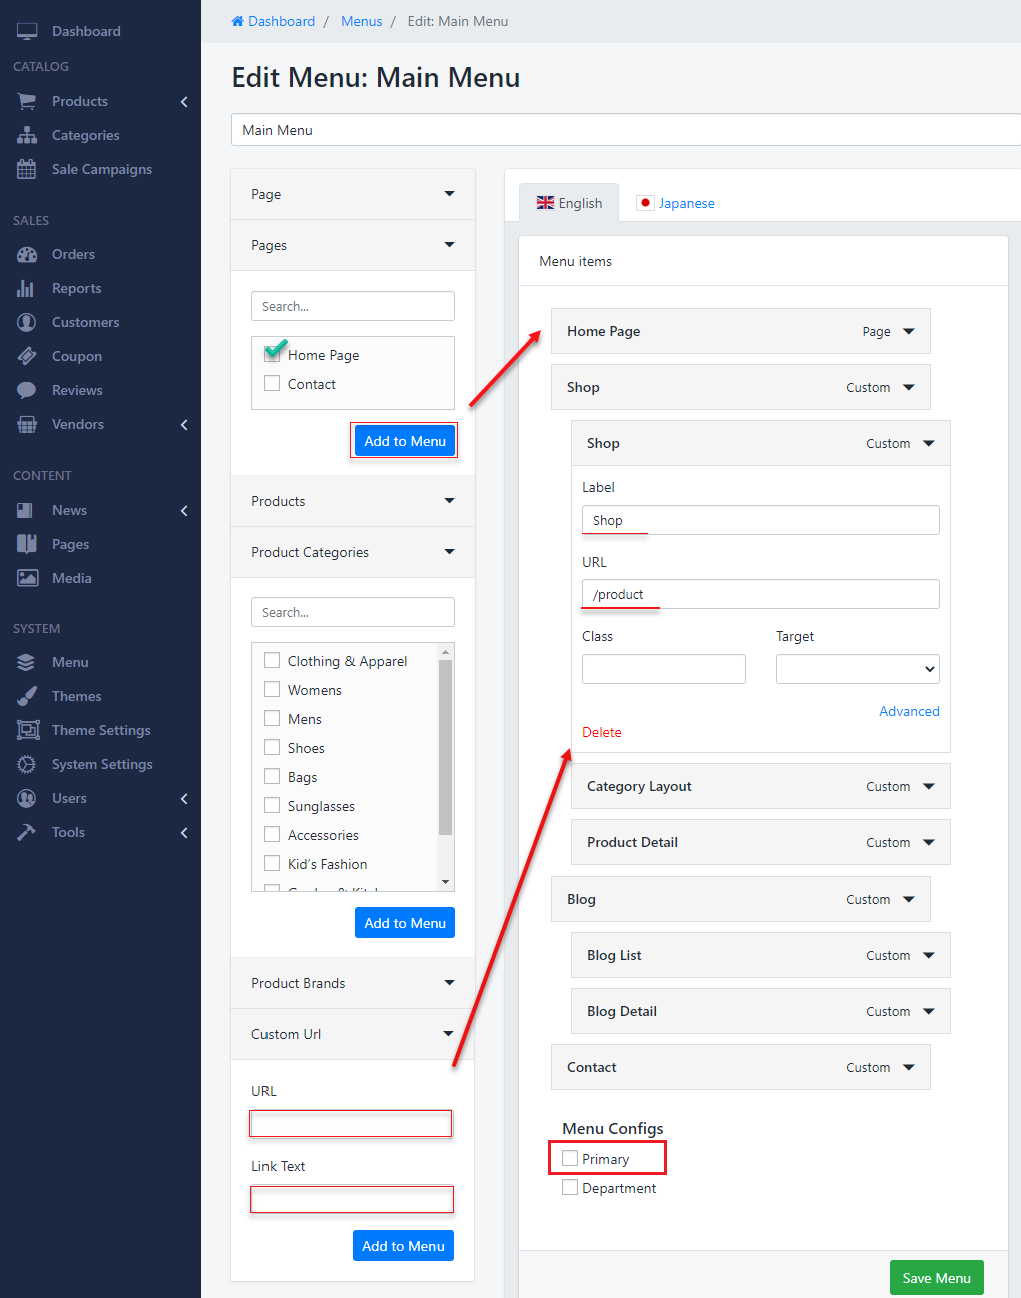 Dashboard
CATALOG
Products
Categories
Sale Campaigns
SALES
Orders
Reports
Customers
Coupon
Reviews
Vendors
CONTENT
News
Pages
Media
SYSTEM
Menu
Themes
Theme Settings
System Settings
Users
Tools
Dashboard / Menus / Edit: Main Menu
Edit Menu: Main Menu
Main Menu
Page
Pages
Search...
Home Page
Contact
Add to Menu
Products
Product Categories
Search...
Clothing & Apparel
Womens
Mens
Shoes
Bags
Sunglasses
Accessories
Kid's Fashion
Add to Menu
Product Brands
Custom Url
URL
Link Text
Add to Menu
English
Japanese
Menu items
Home Page Page
Shop Custom
Shop Custom
Label
Shop
URL
/product
Class Target
Advanced
Delete
Category Layout Custom
Product Detail Custom
Blog Custom
Blog List Custom
Blog Detail Custom
Contact Custom
Menu Configs
Primary
Department
Save Menu